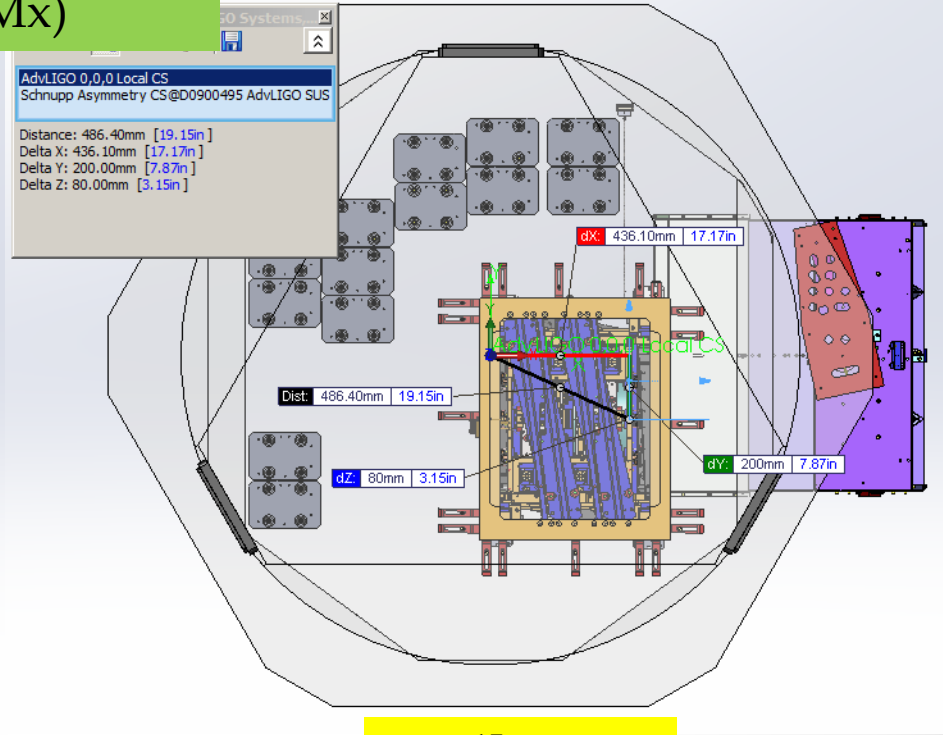 Mx)
GO Systems...
AdvLIGO 0,0,0 Local CS
Schnupp Asymmetry CS@D0900495 AdvLIGO SUS
Distance: 486.40mm [19.15in]
Delta X: 436.10mm [17.17in]
Delta Y: 200.00mm [7.87in]
Delta Z: 80.00mm [3.15in]
dX: 436.10mm 17.17in
Y
AdvLIGO 0,0,0 Local CS
X
Dist: 486.40mm 19.15in
dY: 200mm 7.87in
dZ: 80mm 3.15in